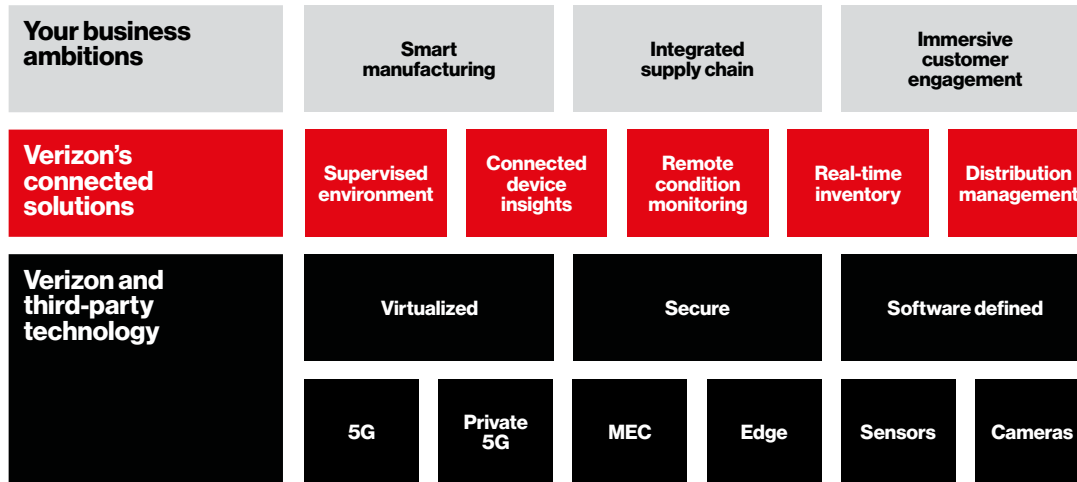 Your business
ambitions
Smart
manufacturing
Integrated
supply chain
Immersive
customer
engagement
Verizon's
connected
solutions
Supervised
environment
Connected
device
insights
Remote
condition
monitoring
Real-time
inventory
Distribution
management
Verizon and
third-party
technology
Virtualized
Secure
Software defined
5G
Private
5G
MEC
Edge
Sensors
Cameras